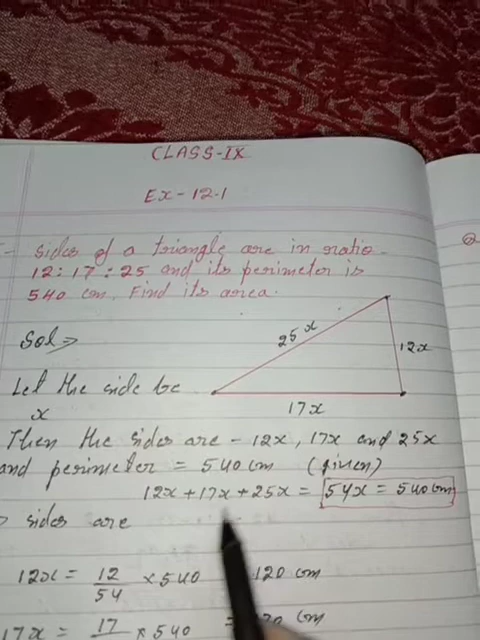 CLASS-IX
Ex-12.1
sides of a triangle are in ratio
12:17:25 and its perimeter is
540 cm. Find its area.
Sol⇒
25x
12x
17x
Let the side be
x
Then the sides are - 12x, 17x and 25x
and perimeter = 540 cm (given)
12x + 17x + 25x = 54x = 540 cm
sides are
12x = 12/54 × 540 120 cm
17x = 17 × 540 = cm